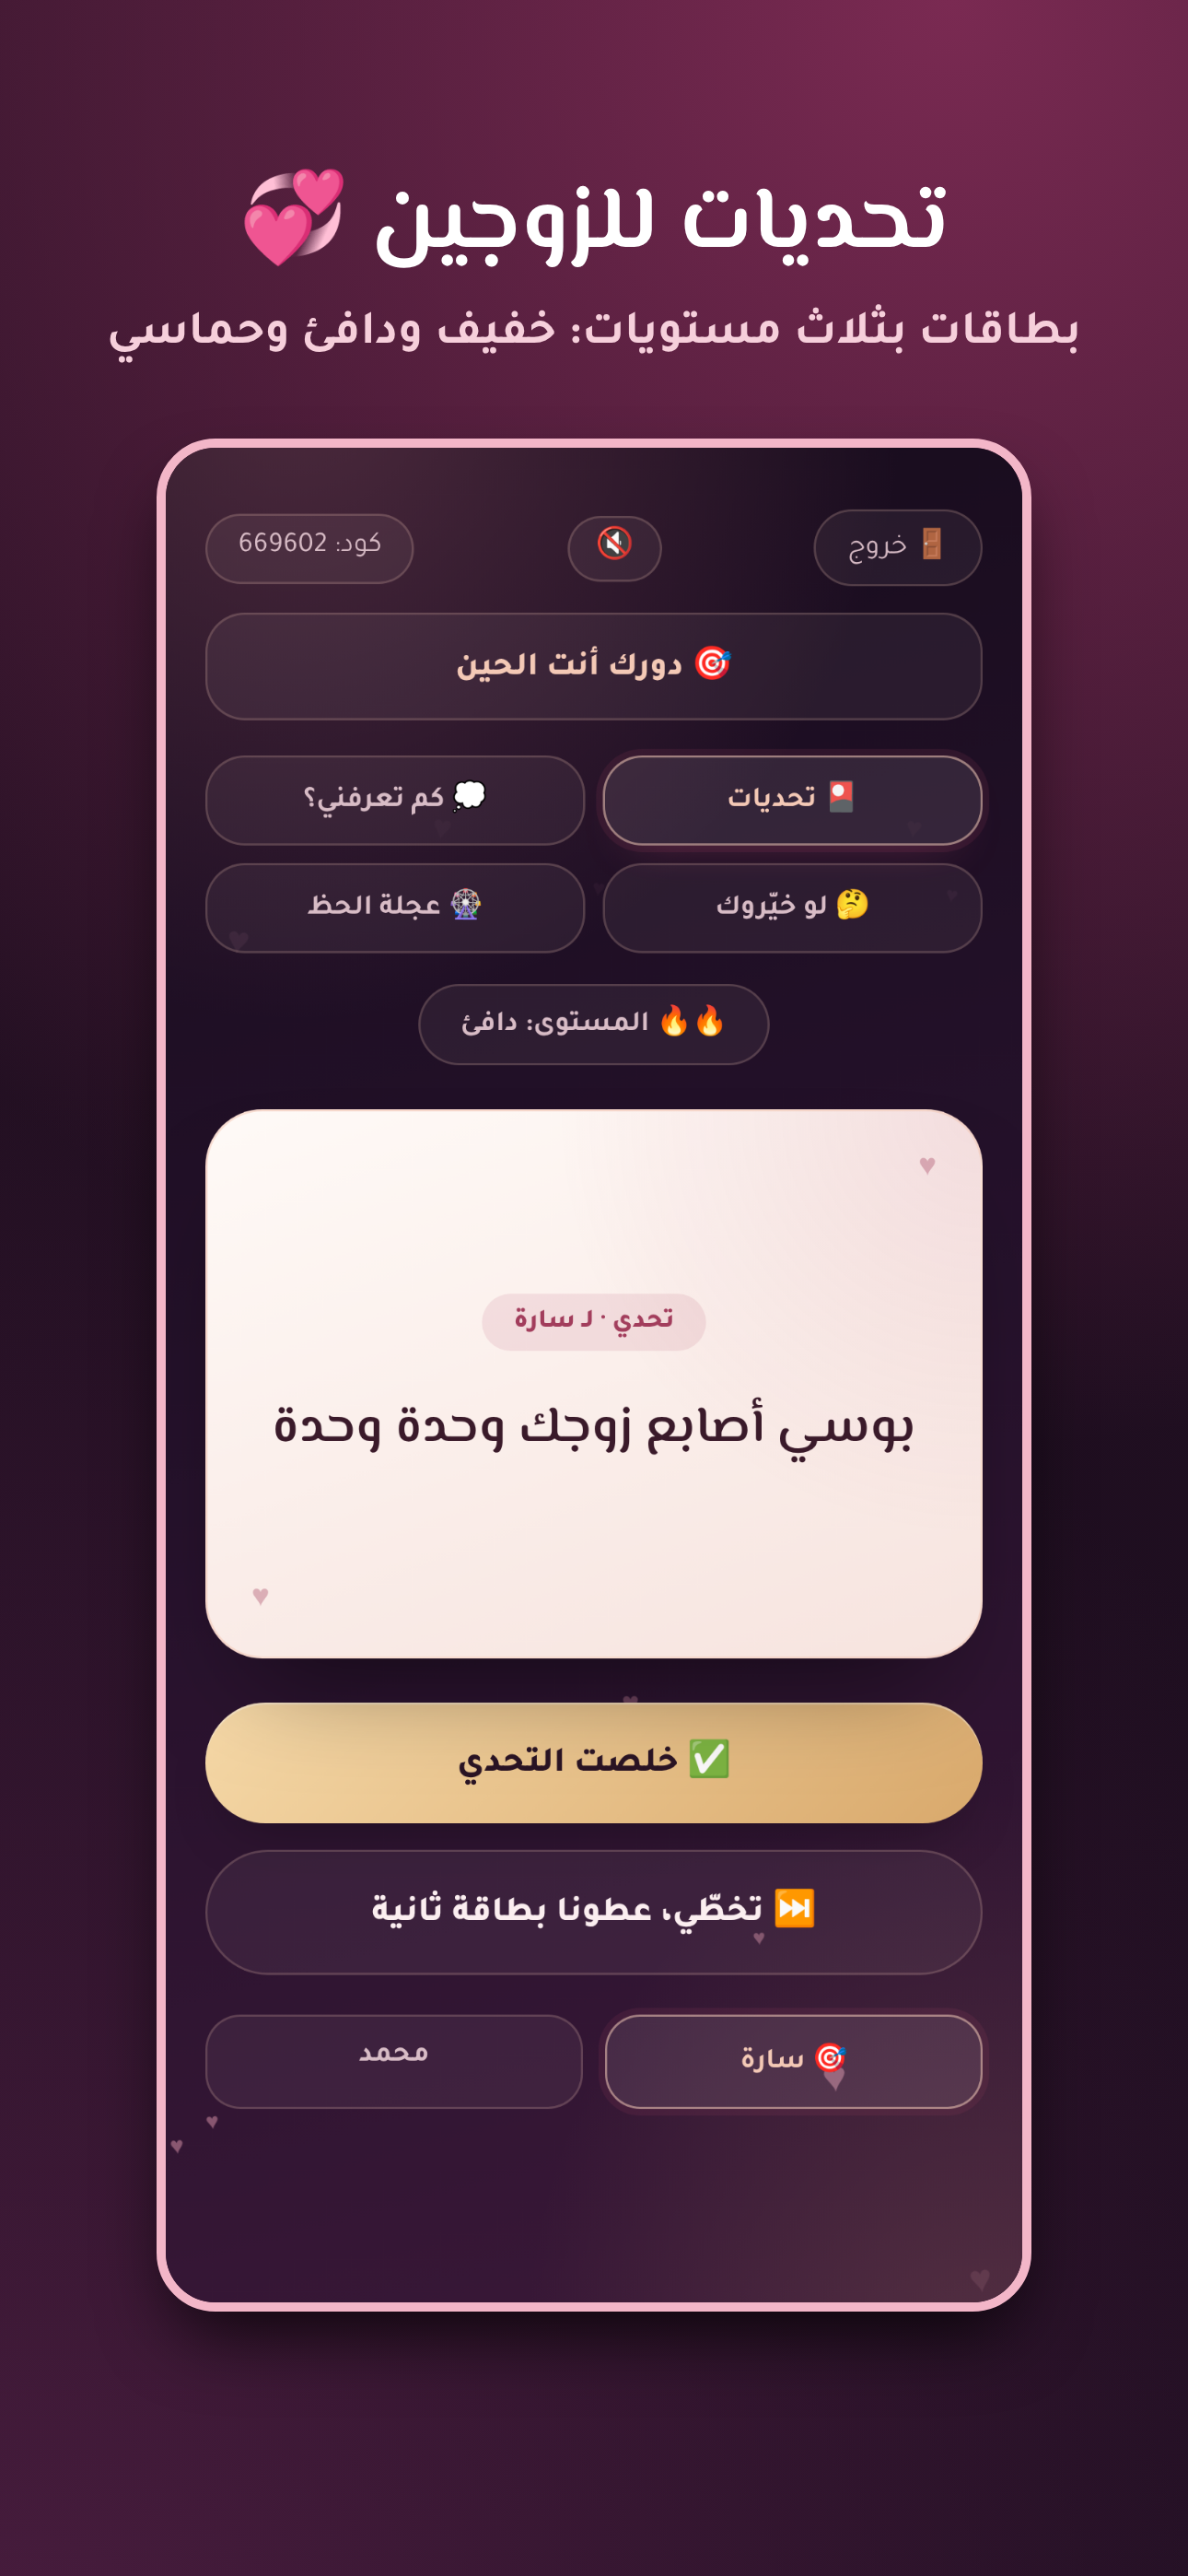 تحديات للزوجين 💞
بطاقات بثلاث مستويات: خفيف ودافئ وحماسي
🚪 خروج
🔇
كود: 669602
🎯 دورك أنت الحين
🎴 تحديات
💭 كم تعرفني؟
🤔 لو خيّروك
🎡 عجلة الحظ
🔥🔥 المستوى: دافئ
تحدي · لـ سارة
بوسي أصابع زوجك وحدة وحدة
✅ خلصت التحدي
⏭️ تخطّي، عطونا بطاقة ثانية
🎯 سارة
محمد